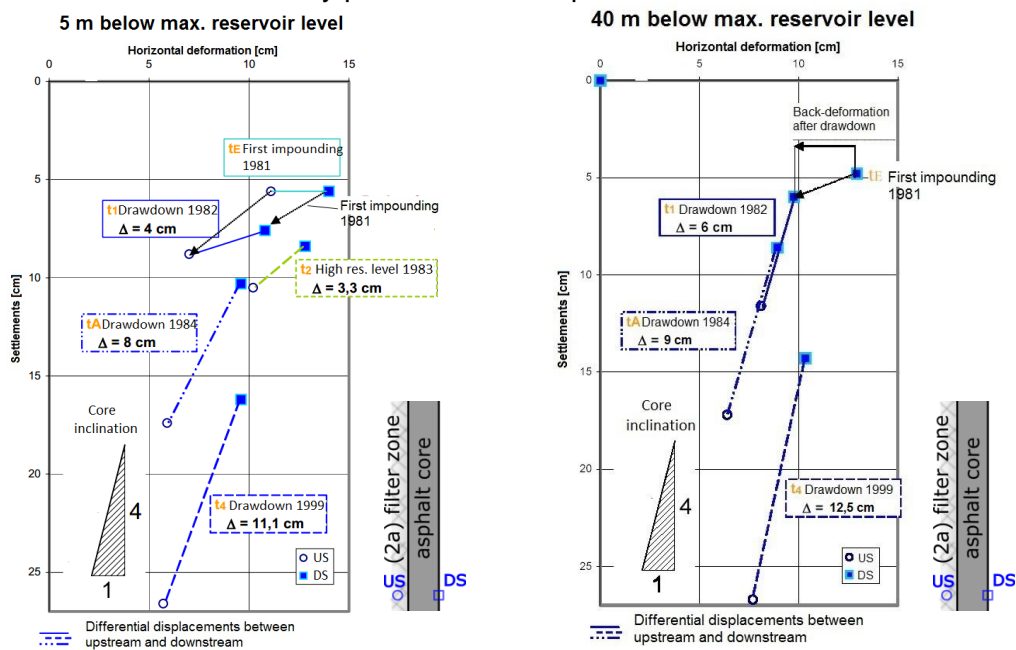 5 m below max. reservoir level
Horizontal deformation [cm]
0 5 10 15
0
5
10
15
20
25
Settlements [cm]
tE First impounding
1981
t1 Drawdown 1982
Δ = 4 cm
First impounding
1981
t2 High res. level 1983
Δ = 3,3 cm
tA Drawdown 1984
Δ = 8 cm
Core
inclination
4
1
t4 Drawdown 1999
Δ = 11,1 cm
US
DS
(2a) filter zone
asphalt core
US
DS
Differential displacements between
upstream and downstream
40 m below max. reservoir level
Horizontal deformation [cm]
0 5 10 15
0
5
10
15
20
25
Settlements [cm]
Back-deformation
after drawdown
tE First impounding
1981
t1 Drawdown 1982
Δ = 6 cm
tA Drawdown 1984
Δ = 9 cm
Core
inclination
4
1
t4 Drawdown 1999
Δ = 12,5 cm
US
DS
(2a) filter zone
asphalt core
US
DS
Differential displacements between
upstream and downstream